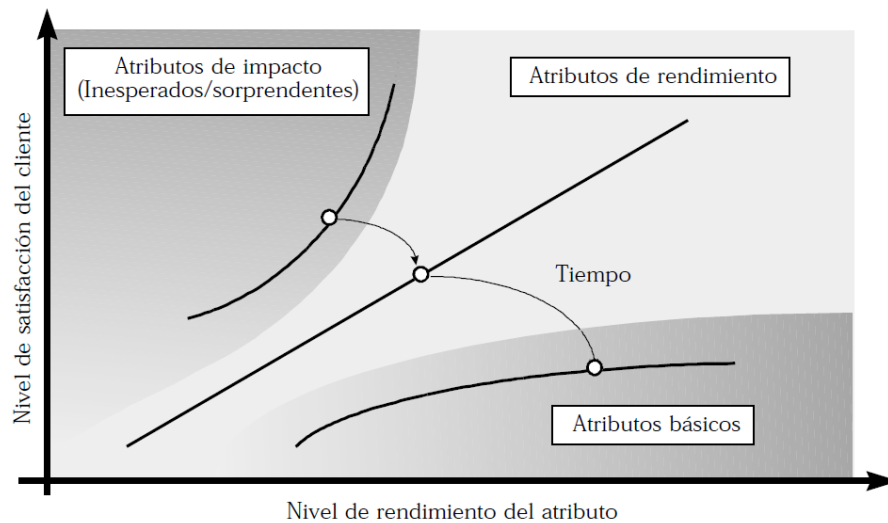 Atributos de impacto
(Inesperados/sorprendentes)
Atributos de rendimiento
Nivel de satisfacción del cliente
Tiempo
Atributos básicos
Nivel de rendimiento del atributo